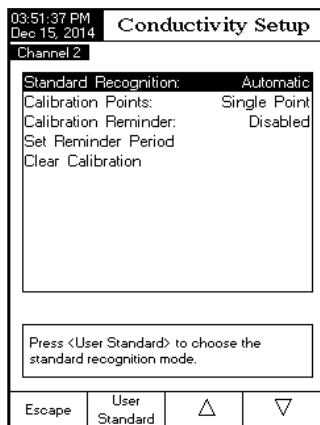 03:51:37 PM
Dec 15, 2014
Conductivity Setup
Channel 2
Standard Recognition: Automatic
Calibration Points: Single Point
Calibration Reminder: Disabled
Set Reminder Period
Clear Calibration
Press <User Standard> to choose the
standard recognition mode.
Escape
User
Standard